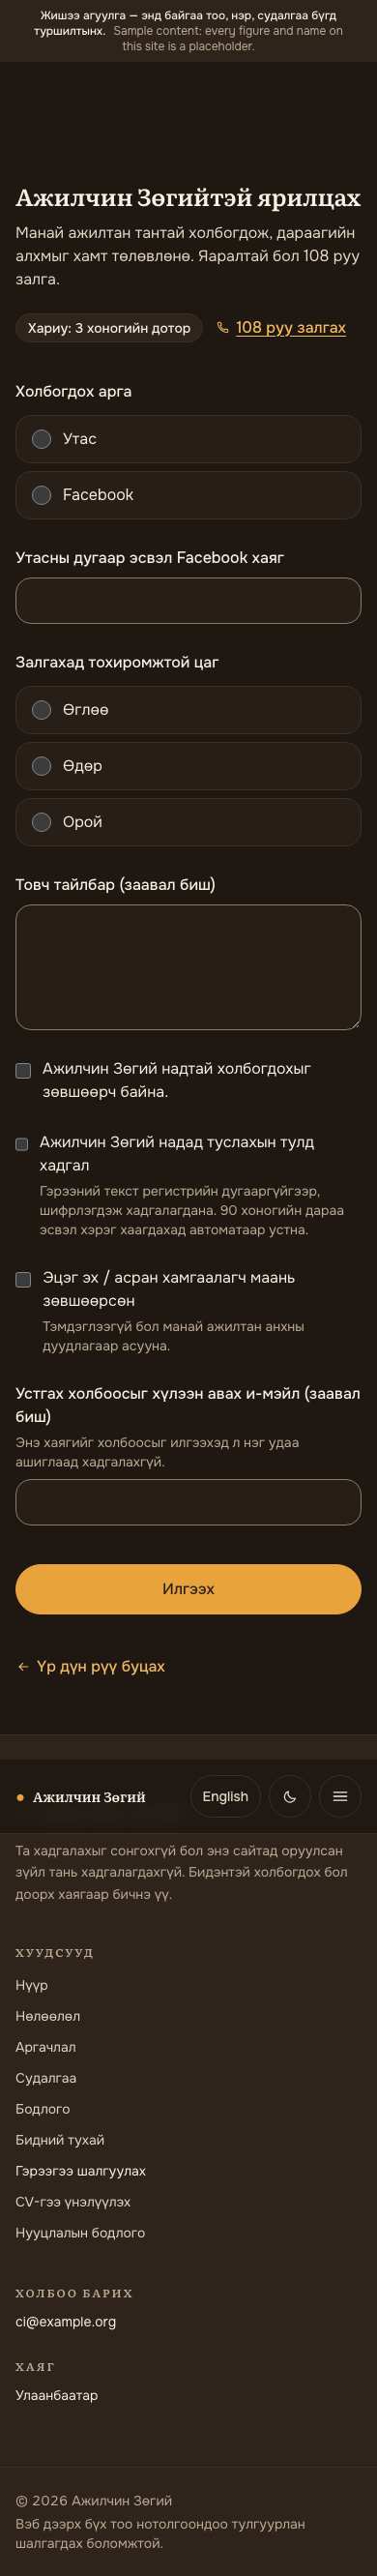 Жишээ агуулга — энд байгаа тоо, нэр, судалгаа бүгд
туршилтынх. Sample content: every figure and name on
this site is a placeholder.
Ажилчин Зөгийтэй ярилцах
Манай ажилтан тантай холбогдож, дараагийн
алхмыг хамт төлөвлөнө. Яаралтай бол 108 руу
залга.
Хариу: 3 хоногийн дотор
108 руу залгах
Холбогдох арга
Утас
Facebook
Утасны дугаар эсвэл Facebook хаяг
Залгахад тохиромжтой цаг
Өглөө
Өдөр
Орой
Товч тайлбар (заавал биш)
Ажилчин Зөгий надтай холбогдохыг
зөвшөөрч байна.
Ажилчин Зөгий надад туслахын тулд
хадгал
Гэрээний текст регистрийн дугааргүйгээр,
шифрлэгдэж хадгалагдана. 90 хоногийн дараа
эсвэл хэрэг хаагдахад автоматаар устна.
Эцэг эх / асран хамгаалагч маань
зөвшөөрсөн
Тэмдэглээгүй бол манай ажилтан анхны
дуудлагаар асууна.
Устгах холбоосыг хүлээн авах и-мэйл (заавал
биш)
Энэ хаягийг холбоосыг илгээхэд л нэг удаа
ашиглаад хадгалахгүй.
Илгээх
← Үр дүн рүү буцах
Ажилчин Зөгий
English
Та хадгалахыг сонгохгүй бол энэ сайтад оруулсан
зүйл тань хадгалагдахгүй. Бидэнтэй холбогдох бол
доорх хаягаар бичнэ үү.
ХУУДСУУД
Нүүр
Нөлөөлөл
Аргачлал
Судалгаа
Бодлого
Бидний тухай
Гэрээгээ шалгуулах
CV-гээ үнэлүүлэх
Нууцлалын бодлого
ХОЛБОО БАРИХ
ci@example.org
ХАЯГ
Улаанбаатар
© 2026 Ажилчин Зөгий
Вэб дээрх бүх тоо нотолгоондоо тулгуурлан
шалгагдах боломжтой.